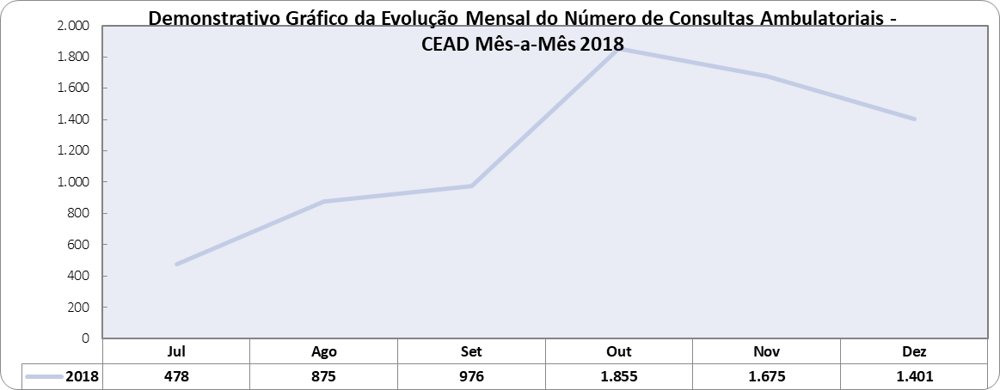 Demonstrativo Gráfico da Evolução Mensal do Número de Consultas Ambulatoriais -
CEAD Mês-a-Mês 2018
2.000
1.800
1.600
1.400
1.200
1.000
800
600
400
200
0
Jul Ago Set Out Nov Dez
2018 478 875 976 1.855 1.675 1.401